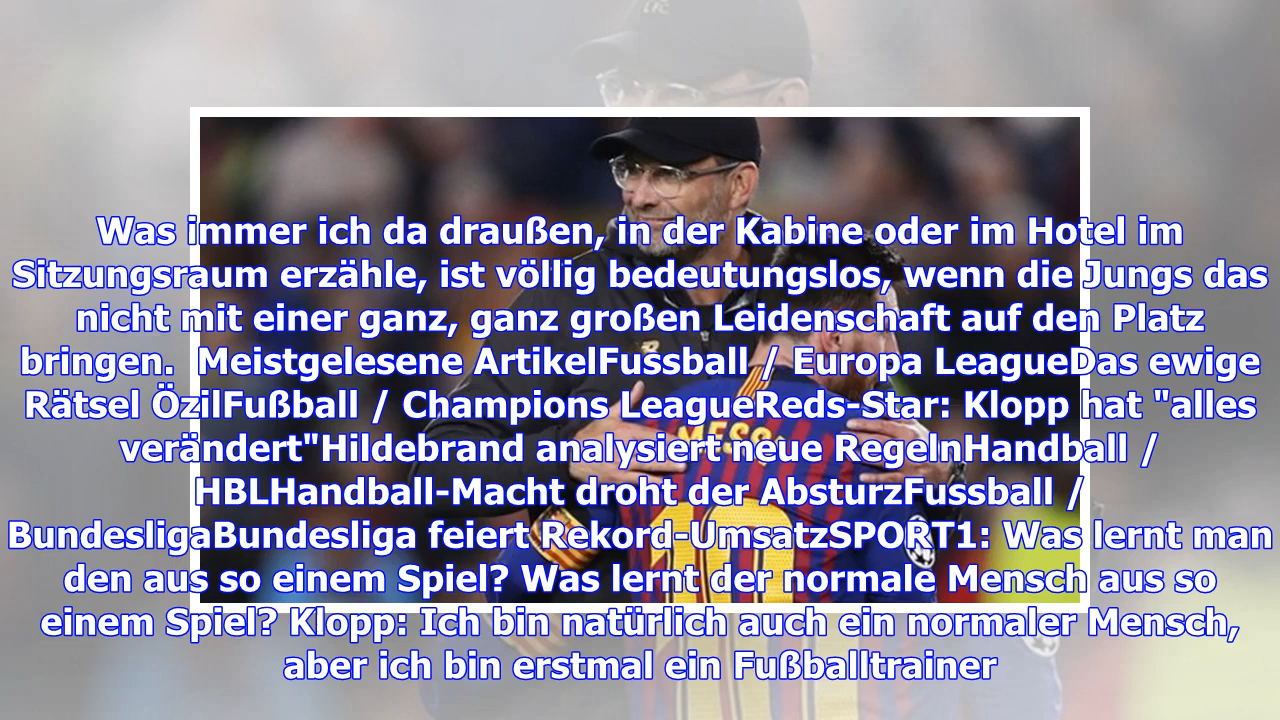 LFC
Was immer ich da draußen, in der Kabine oder im Hotel im
Sitzungsraum erzähle, ist völlig bedeutungslos, wenn die Jungs das
nicht mit einer ganz, ganz großen Leidenschaft auf den Platz
bringen.  Meistgelesene ArtikelFussball / Europa LeagueDas ewige
Rätsel ÖzilFußball / Champions LeagueReds-Star: Klopp hat "alles
verändert"Hildebrand analysiert neue RegelnHandball /
HBLHandball-Macht droht der AbsturzFussball /
BundesligaBundesliga feiert Rekord-UmsatzSPORT1: Was lernt man
den aus so einem Spiel? Was lernt der normale Mensch aus so
einem Spiel? Klopp: Ich bin natürlich auch ein normaler Mensch,
aber ich bin erstmal ein Fußballtrainer
MESSI
10